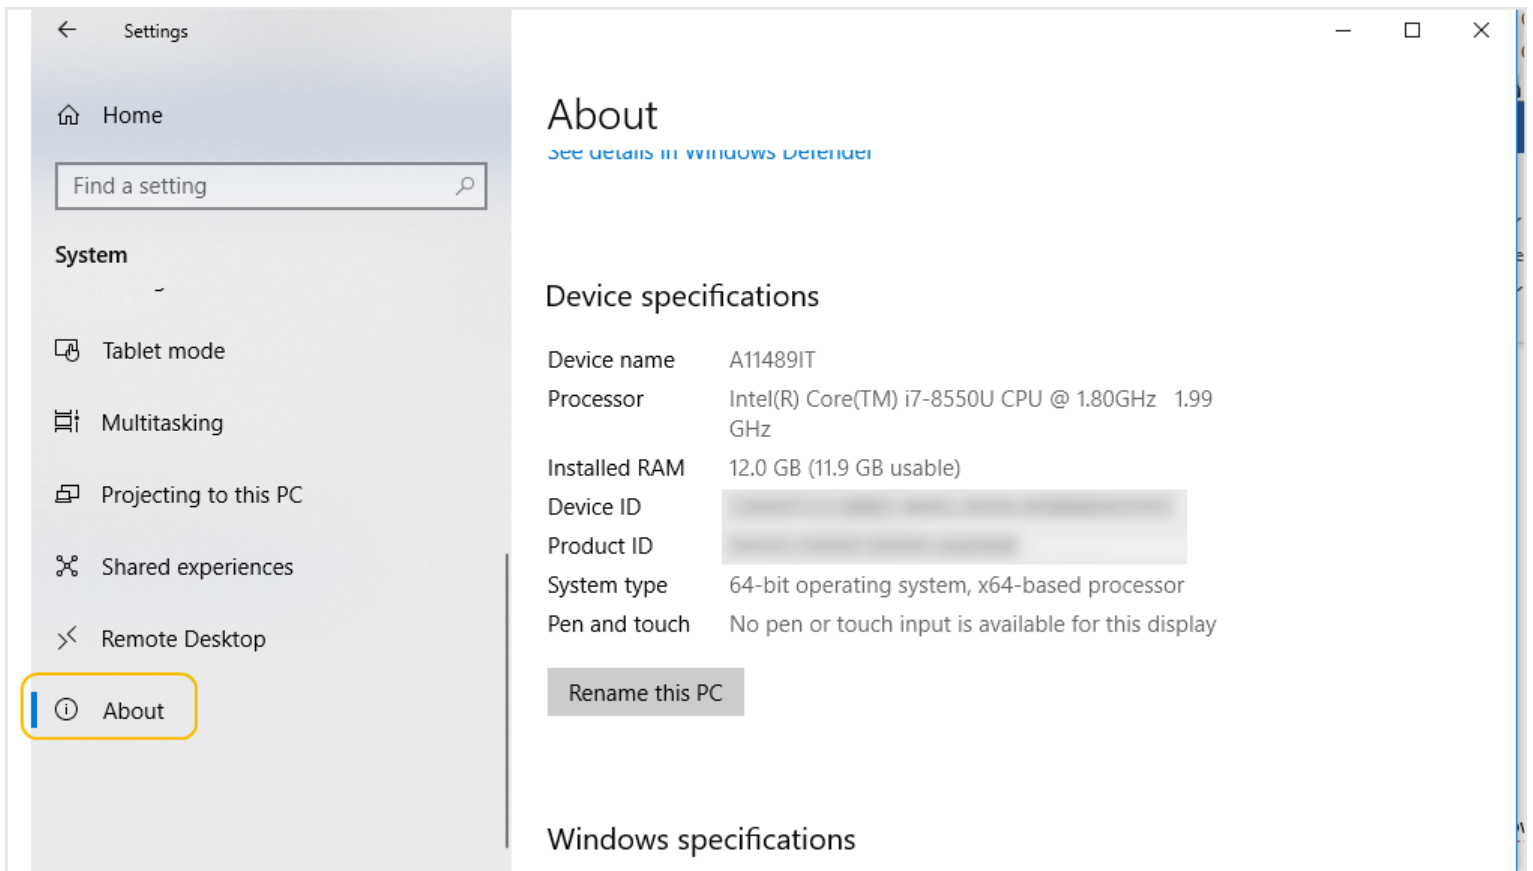 Settings
Home
Find a setting
System
Tablet mode
Multitasking
Projecting to this PC
Shared experiences
Remote Desktop
About
About
See details in Windows Defender
Device specifications
Device name A11489IT
Processor Intel(R) Core(TM) i7-8550U CPU @ 1.80GHz 1.99
GHz
Installed RAM 12.0 GB (11.9 GB usable)
Device ID
Product ID
System type 64-bit operating system, x64-based processor
Pen and touch No pen or touch input is available for this display
Rename this PC
Windows specifications